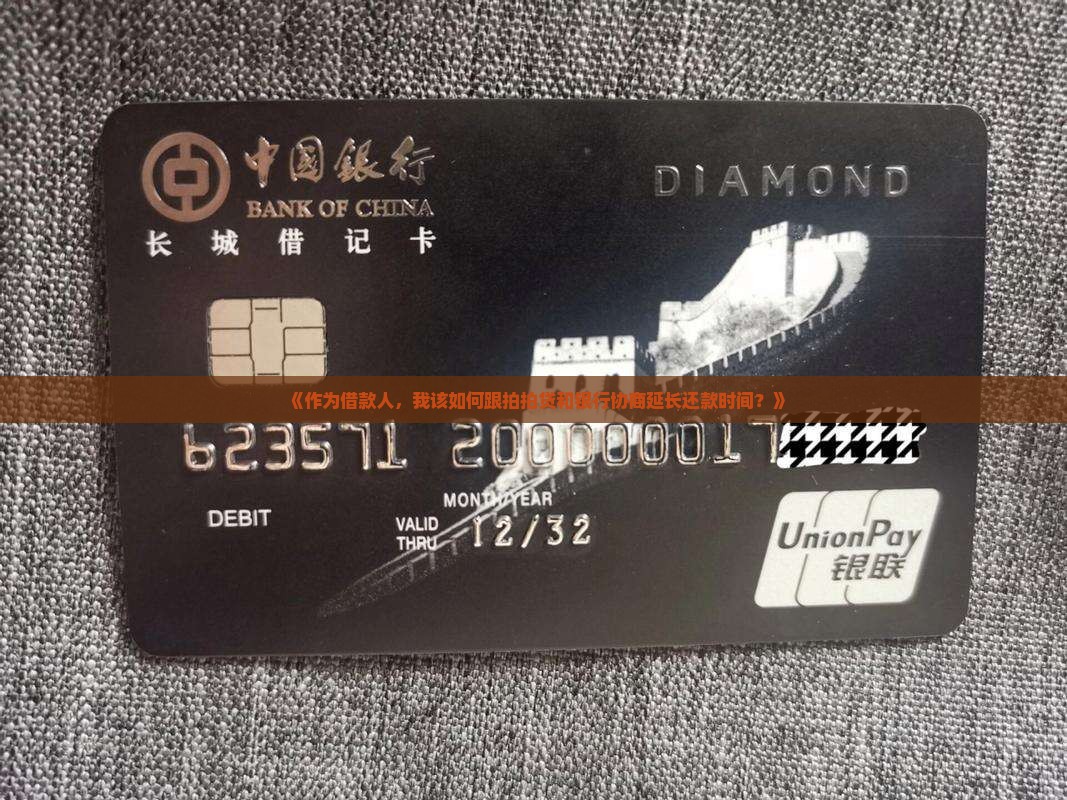 中国銀行
BANK OF CHINA
长城借记卡
DIAMOND
《作为借款人，我该如何跟拍拍贷和银行协商延长还款时间？》
623571
MONTH/YEAR
DEBIT
VALID THRU 12/32
UnionPay
银联